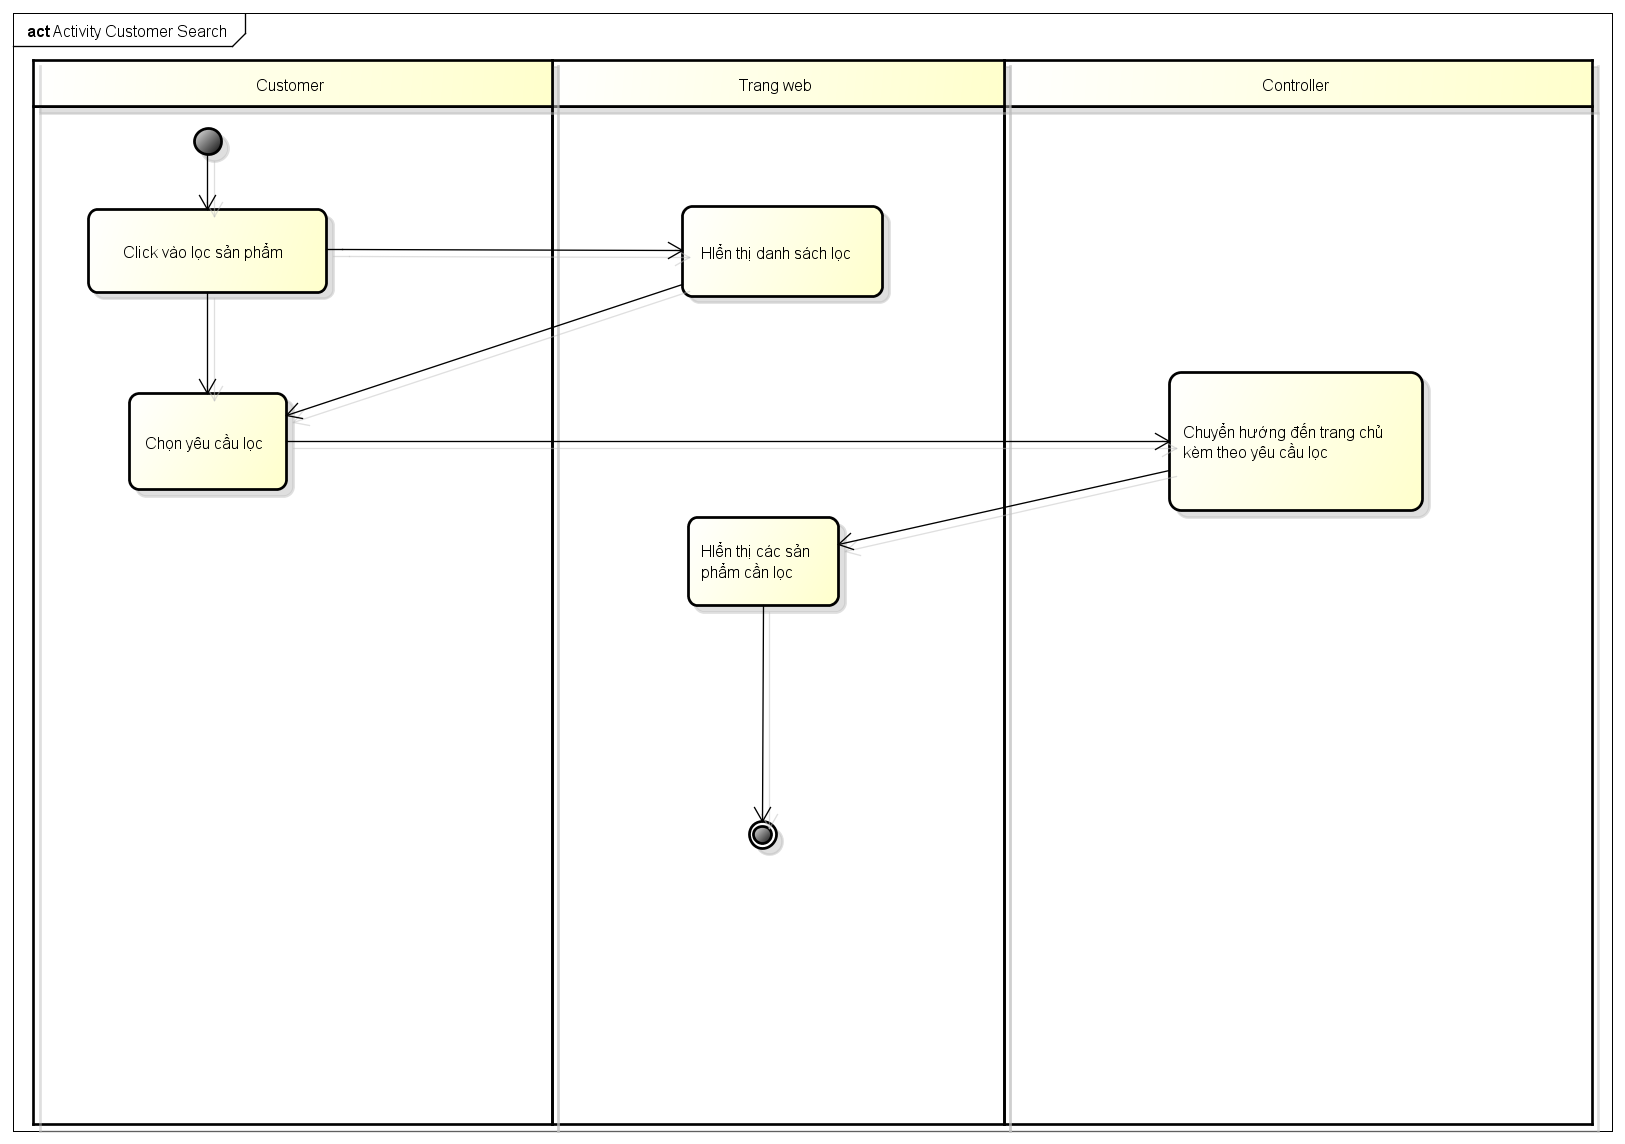 act Activity Customer Search
Customer
Trang web
Controller
Click vào lọc sản phẩm
HIển thị danh sách lọc
Chọn yêu cầu lọc
Chuyển hướng đến trang chủ
kèm theo yêu cầu lọc
HIển thị các sản
phẩm cần lọc